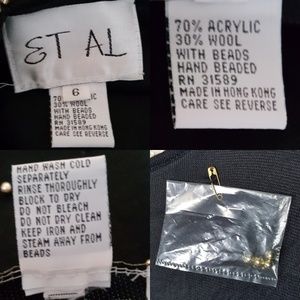 ET AL
6
70% ACRYLIC
30% WOOL
WITH BEADS
HAND BEADED
RN 31589
MADE IN HONG KONG
CARE SEE REVERSE
70% ACRYLIC
30% WOOL
WITH BEADS
HAND BEADED
RN 31589
MADE IN HONG KONG
CARE SEE REVERSE
HAND WASH COLD
SEPARATELY
RINSE THOROUGHLY
BLOCK TO DRY
DO NOT BLEACH
DO NOT DRY CLEAN
KEEP IRON AND
STEAM AWAY FROM
BEADS